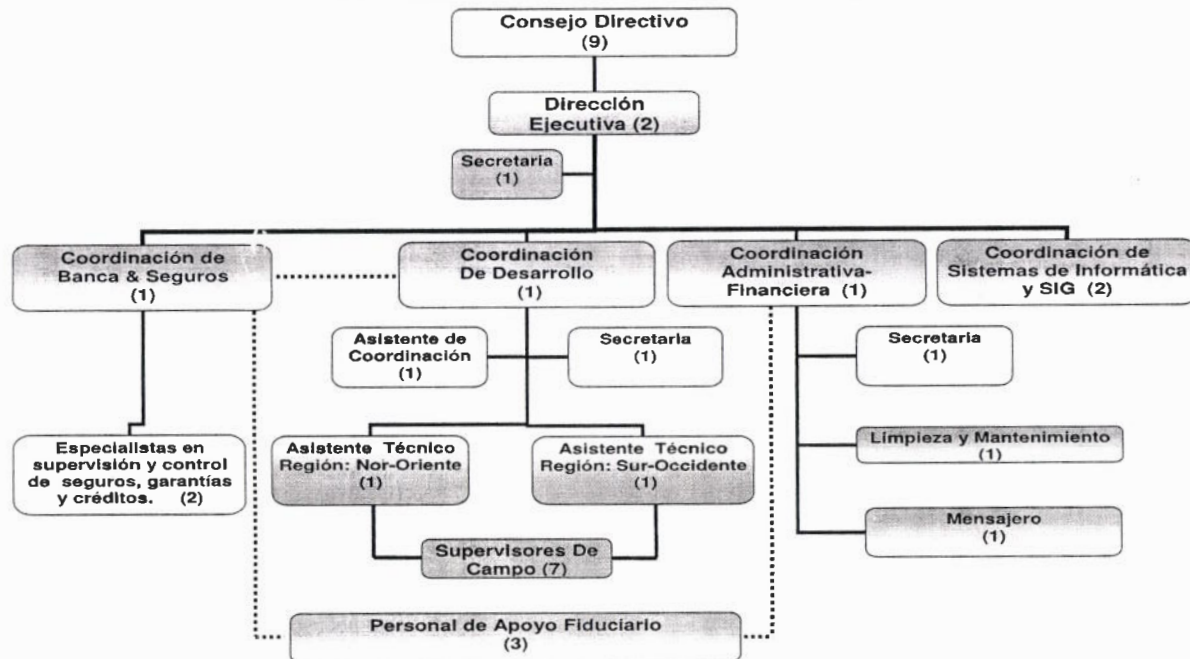 Consejo Directivo
(9)
Dirección
Ejecutiva (2)
Secretaria
(1)
Coordinación de
Banca & Seguros
(1)
Coordinación
De Desarrollo
(1)
Coordinación
Administrativa-
Financiera (1)
Coordinación de
Sistemas de Informática
y SIG (2)
Asistente de
Coordinación
(1)
Secretaria
(1)
Secretaria
(1)
Especialistas en
supervisión y control
de seguros, garantías
y créditos. (2)
Asistente Técnico
Región: Nor-Oriente
(1)
Asistente Técnico
Región: Sur-Occidente
(1)
Limpieza y Mantenimiento
(1)
Mensajero
(1)
Supervisores De
Campo (7)
Personal de Apoyo Fiduciario
(3)